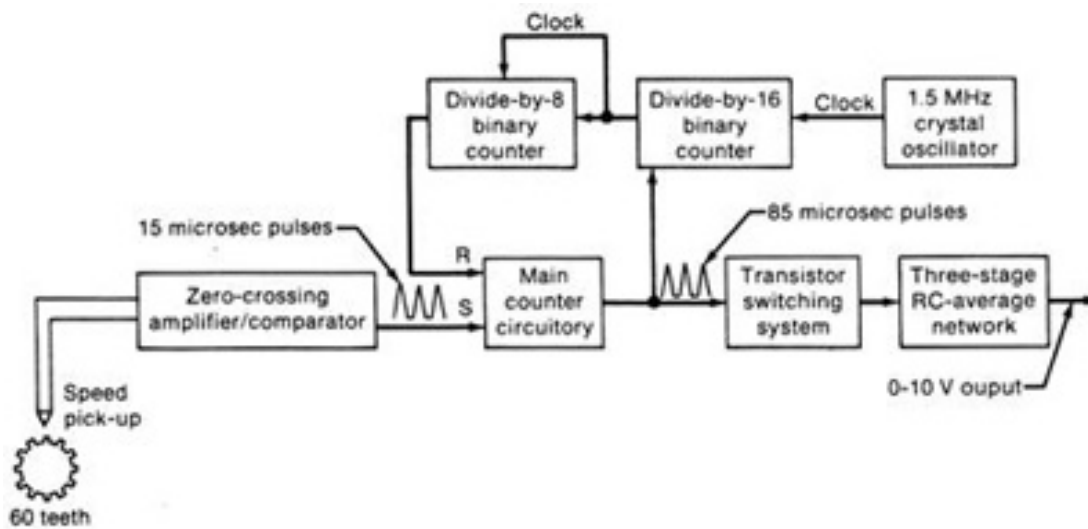 Clock
Divide-by-8
binary
counter
Divide-by-16
binary
counter
Clock
1.5 MHz
crystal
oscillator
15 microsec pulses
85 microsec pulses
R
S
Zero-crossing
amplifier/comparator
Main
counter
circuitory
Transistor
switching
system
Three-stage
RC-average
network
0-10 V ouput
Speed
pick-up
60 teeth